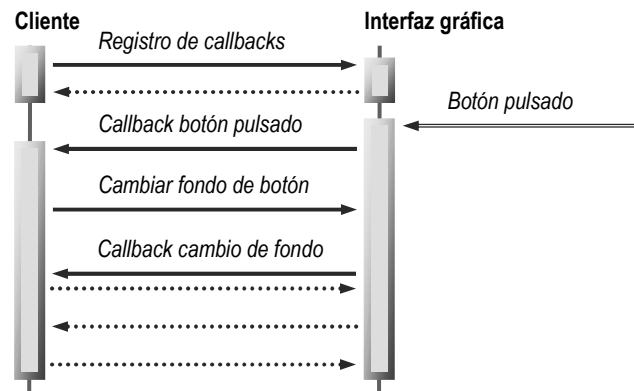 Cliente
Interfaz gráfica
Registro de callbacks
Botón pulsado
Callback botón pulsado
Cambiar fondo de botón
Callback cambio de fondo